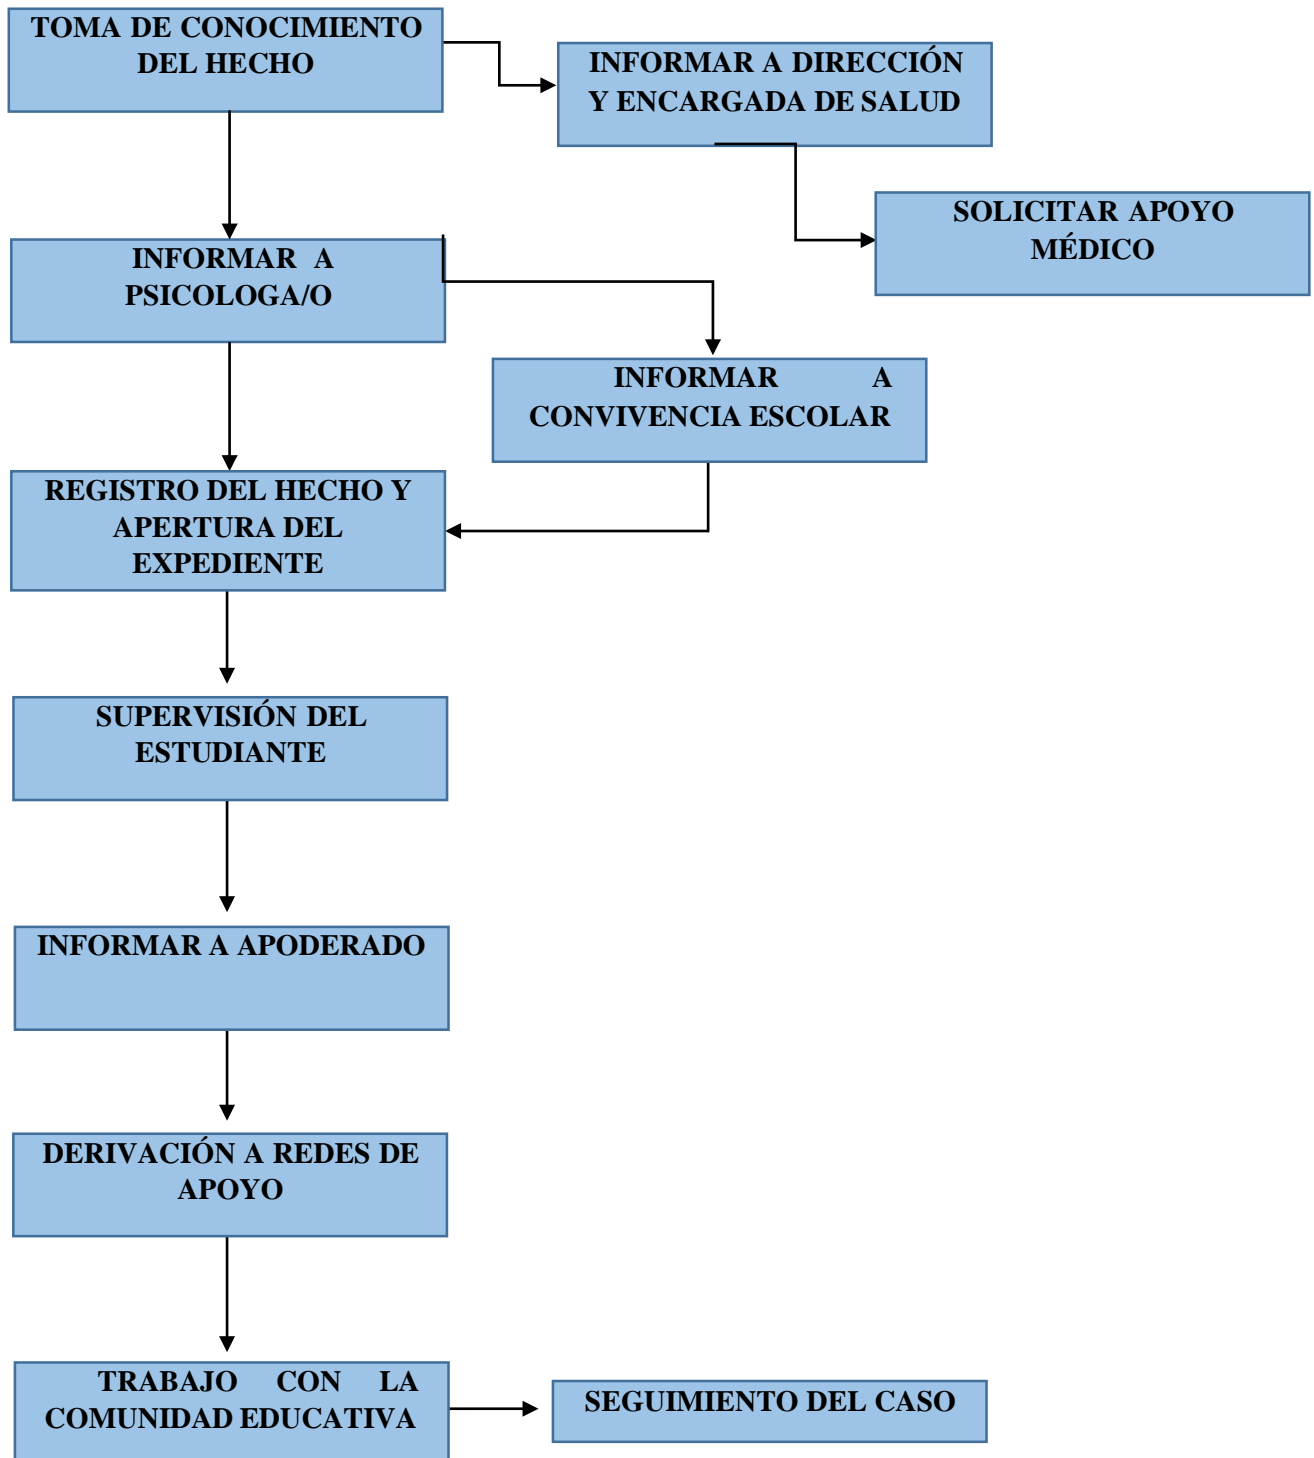 TOMA DE CONOCIMIENTO
DEL HECHO
INFORMAR A DIRECCIÓN
Y ENCARGADA DE SALUD
SOLICITAR APOYO
MÉDICO
INFORMAR A
PSICOLOGA/O
INFORMAR A
CONVIVENCIA ESCOLAR
REGISTRO DEL HECHO Y
APERTURA DEL
EXPEDIENTE
SUPERVISIÓN DEL
ESTUDIANTE
INFORMAR A APODERADO
DERIVACIÓN A REDES DE
APOYO
TRABAJO CON LA
COMUNIDAD EDUCATIVA
SEGUIMIENTO DEL CASO